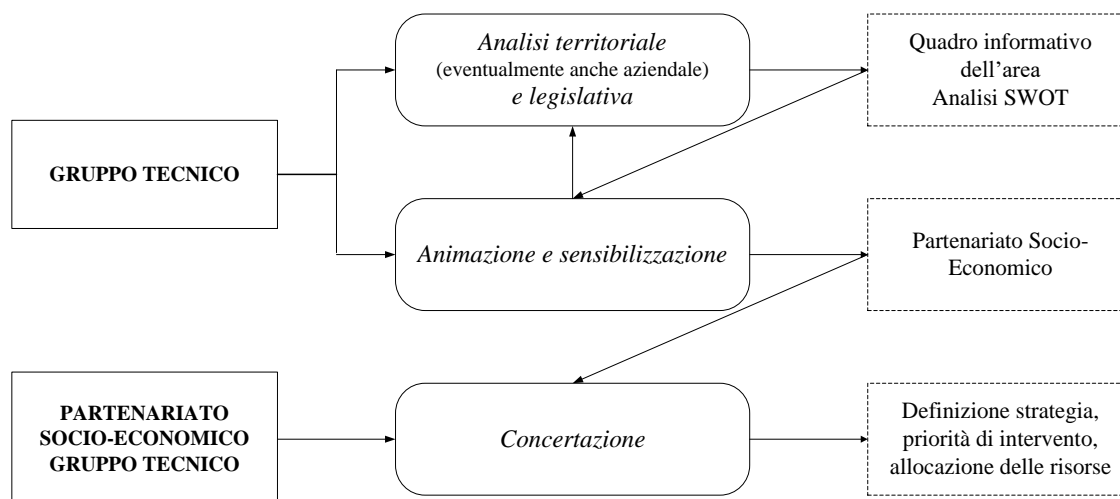 Analisi territoriale
(eventualmente anche aziendale)
e legislativa
Quadro informativo
dell'area
Analisi SWOT
GRUPPO TECNICO
Animazione e sensibilizzazione
Partenariato Socio-
Economico
PARTENARIATO
SOCIO-ECONOMICO
GRUPPO TECNICO
Concertazione
Definizione strategia,
priorità di intervento,
allocazione delle risorse